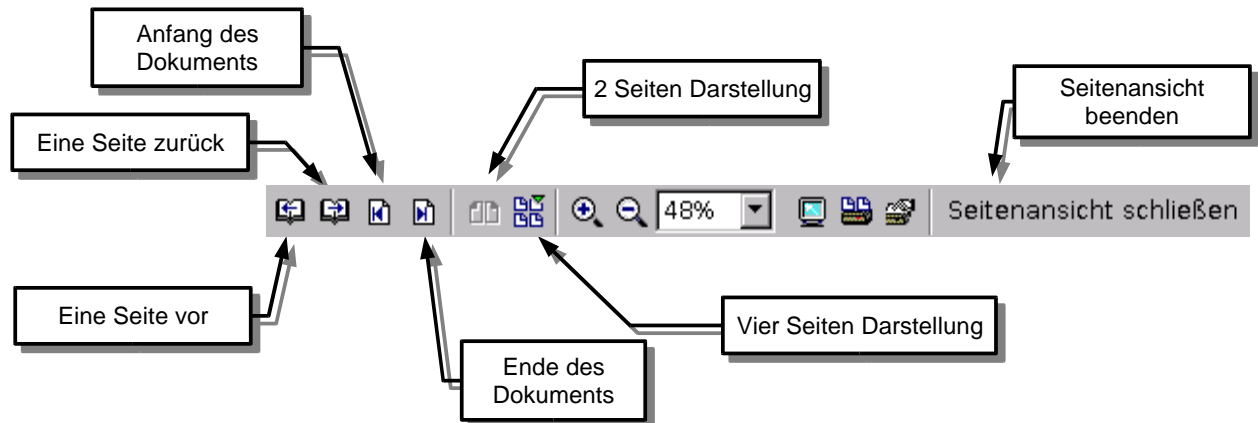 Anfang des
Dokuments
2 Seiten Darstellung
Seitenansicht
beenden
Eine Seite zurück
48%
Seitenansicht schließen
Eine Seite vor
Vier Seiten Darstellung
Ende des
Dokuments